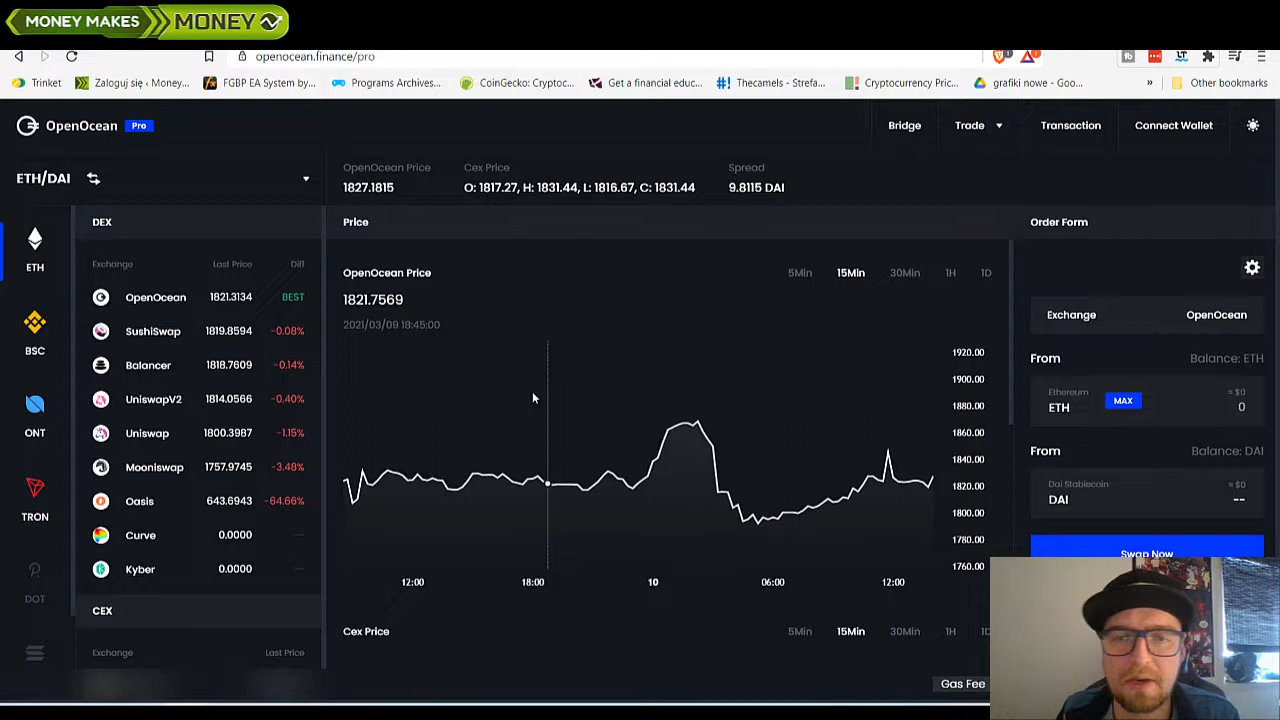 MONEY MAKES MONEY
openocean.finance/pro
Trinket
Zaloguj się ‹ Money...
FGBP EA System by...
Programs Archives...
CoinGecko: Cryptoc...
Get a financial educ...
Thecamels - Strefa...
Cryptocurrency Pric...
grafiki nowe - Goo...
»
Other bookmarks
OpenOcean Pro
Bridge
Trade
Transaction
Connect Wallet
ETH/DAI
OpenOcean Price
1827.1815
Cex Price
O: 1817.27, H: 1831.44, L: 1816.67, C: 1831.44
Spread
9.8115 DAI
ETH
BSC
ONT
TRON
DOT
DEX
Exchange Last Price Diff
OpenOcean 1821.3134 BEST
SushiSwap 1819.8594 -0.08%
Balancer 1818.7609 -0.14%
UniswapV2 1814.0566 -0.40%
Uniswap 1800.3987 -1.15%
Mooniswap 1757.9745 -3.48%
Oasis 643.6943 -64.66%
Curve 0.0000 —
Kyber 0.0000 —
CEX
Exchange Last Price
Price
OpenOcean Price
5Min 15Min 30Min 1H 1D
1821.7569
2021/03/09 18:45:00
1920.00
1900.00
1880.00
1860.00
1840.00
1820.00
1800.00
1780.00
1760.00
12:00 18:00 10 06:00 12:00
Cex Price
5Min 15Min 30Min 1H 1D
Gas Fee
Order Form
Exchange OpenOcean
From Balance: ETH
Ethereum ≈ $0
ETH MAX 0
From Balance: DAI
Dai Stablecoin ≈ $0
DAI --
Swap Now